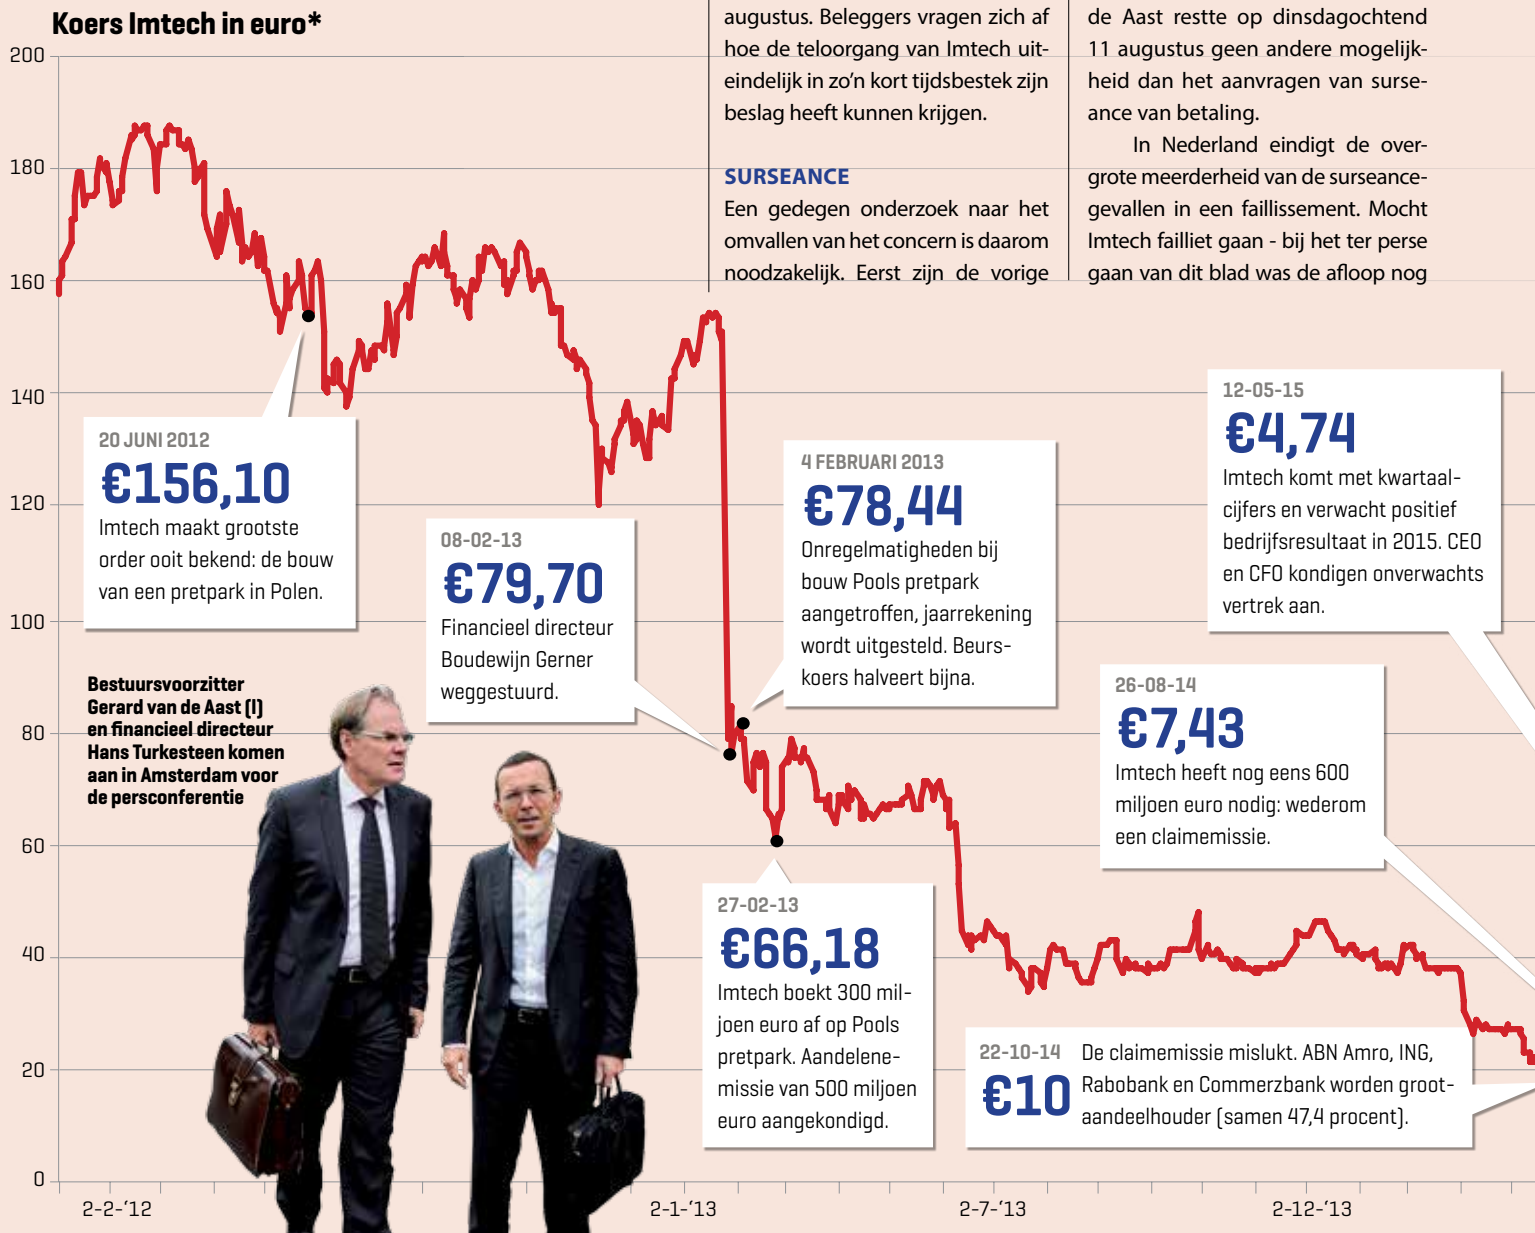 Koers Imtech in euro*
augustus. Beleggers vragen zich af
hoe de teloorgang van Imtech uit-
eindelijk in zo'n kort tijdsbestek zijn
beslag heeft kunnen krijgen.
SURSEANCE
Een gedegen onderzoek naar het
omvallen van het concern is daarom
noodzakelijk. Eerst zijn de vorige
de Aast restte op dinsdagochtend
11 augustus geen andere mogelijk-
heid dan het aanvragen van surse-
ance van betaling.
In Nederland eindigt de over-
grote meerderheid van de surseance-
gevallen in een faillissement. Mocht
Imtech failliet gaan - bij het ter perse
gaan van dit blad was de afloop nog
200
180
160
140
120
100
80
60
40
20
0
20 JUNI 2012
€156,10
Imtech maakt grootste
order ooit bekend: de bouw
van een pretpark in Polen.
08-02-13
€79,70
Financieel directeur
Boudewijn Gerner
weggestuurd.
4 FEBRUARI 2013
€78,44
Onregelmatigheden bij
bouw Pools pretpark
aangetroffen, jaarrekening
wordt uitgesteld. Beurs-
koers halveert bijna.
12-05-15
€4,74
Imtech komt met kwartaal-
cijfers en verwacht positief
bedrijfsresultaat in 2015. CEO
en CFO kondigen onverwachts
vertrek aan.
26-08-14
€7,43
Imtech heeft nog eens 600
miljoen euro nodig: wederom
een claimemissie.
Bestuursvoorzitter
Gerard van de Aast (l)
en financieel directeur
Hans Turkesteen komen
aan in Amsterdam voor
de persconferentie
27-02-13
€66,18
Imtech boekt 300 mil-
joen euro af op Pools
pretpark. Aandelene-
missie van 500 miljoen
euro aangekondigd.
22-10-14
€10
De claimemissie mislukt. ABN Amro, ING,
Rabobank en Commerzbank worden groot-
aandeelhouder (samen 47,4 procent).
2-2-'12
2-1-'13
2-7-'13
2-12-'13